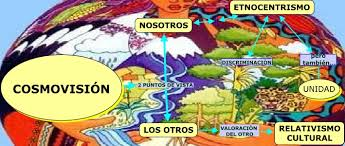 ETNOCENTRISMO
NOSOTROS
DISCRIMINACIÓN
pero
también..
COSMOVISIÓN
2 PUNTOS DE VISTA
UNIDAD
LOS OTROS
VALORACIÓN
DEL OTRO
RELATIVISMO
CULTURAL